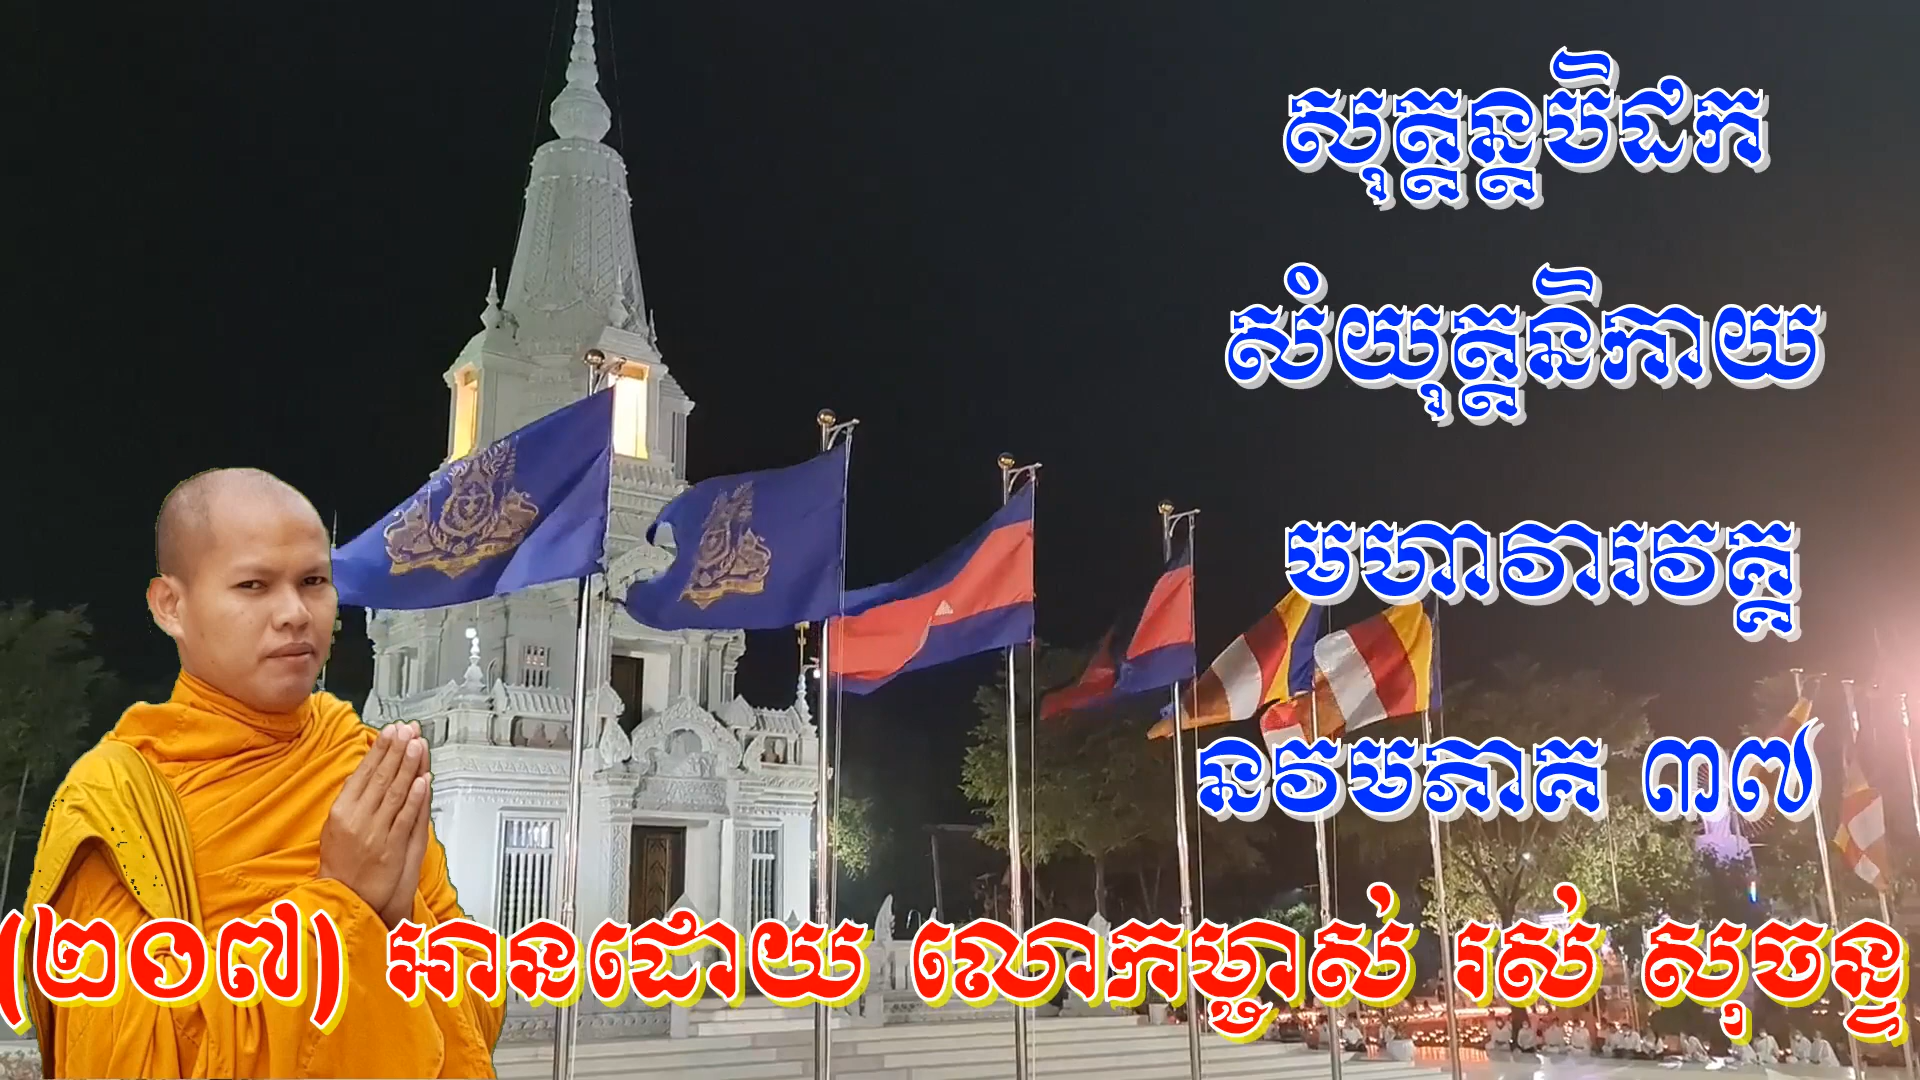 សុត្តន្តបិដក
សំយុត្តនិកាយ
មហាវារវគ្គ
នវមភាគ ៣៧
(២០៧) អានដោយ លោកម្ចាស់ រស់ សុចន្ទ